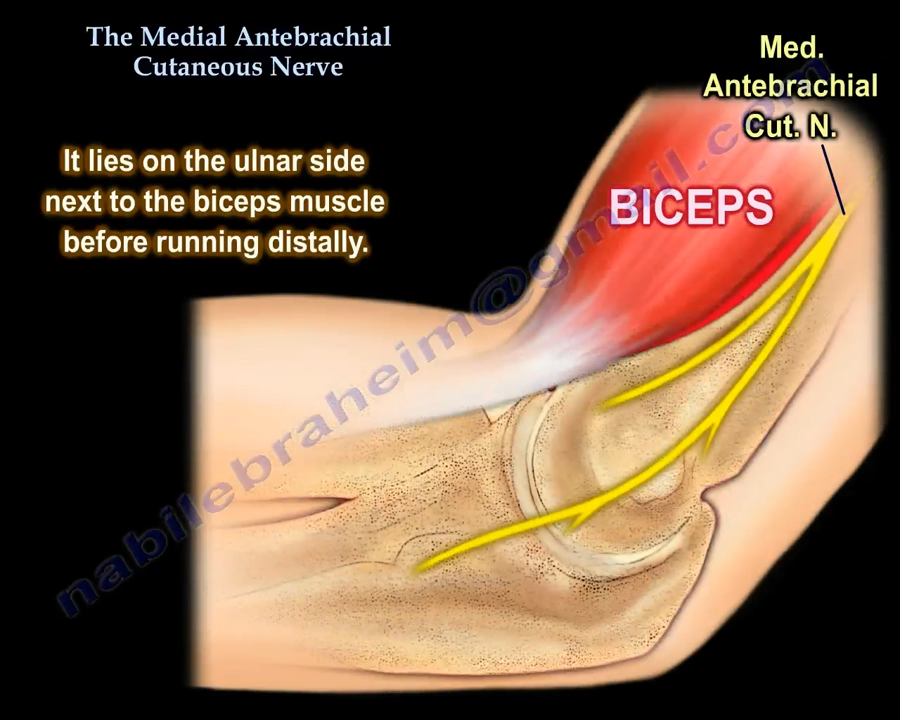 The Medial Antebrachial
Cutaneous Nerve
Med.
Antebrachial
Cut. N.
It lies on the ulnar side
next to the biceps muscle
before running distally.
BICEPS
nabilebraheim@gmail.com